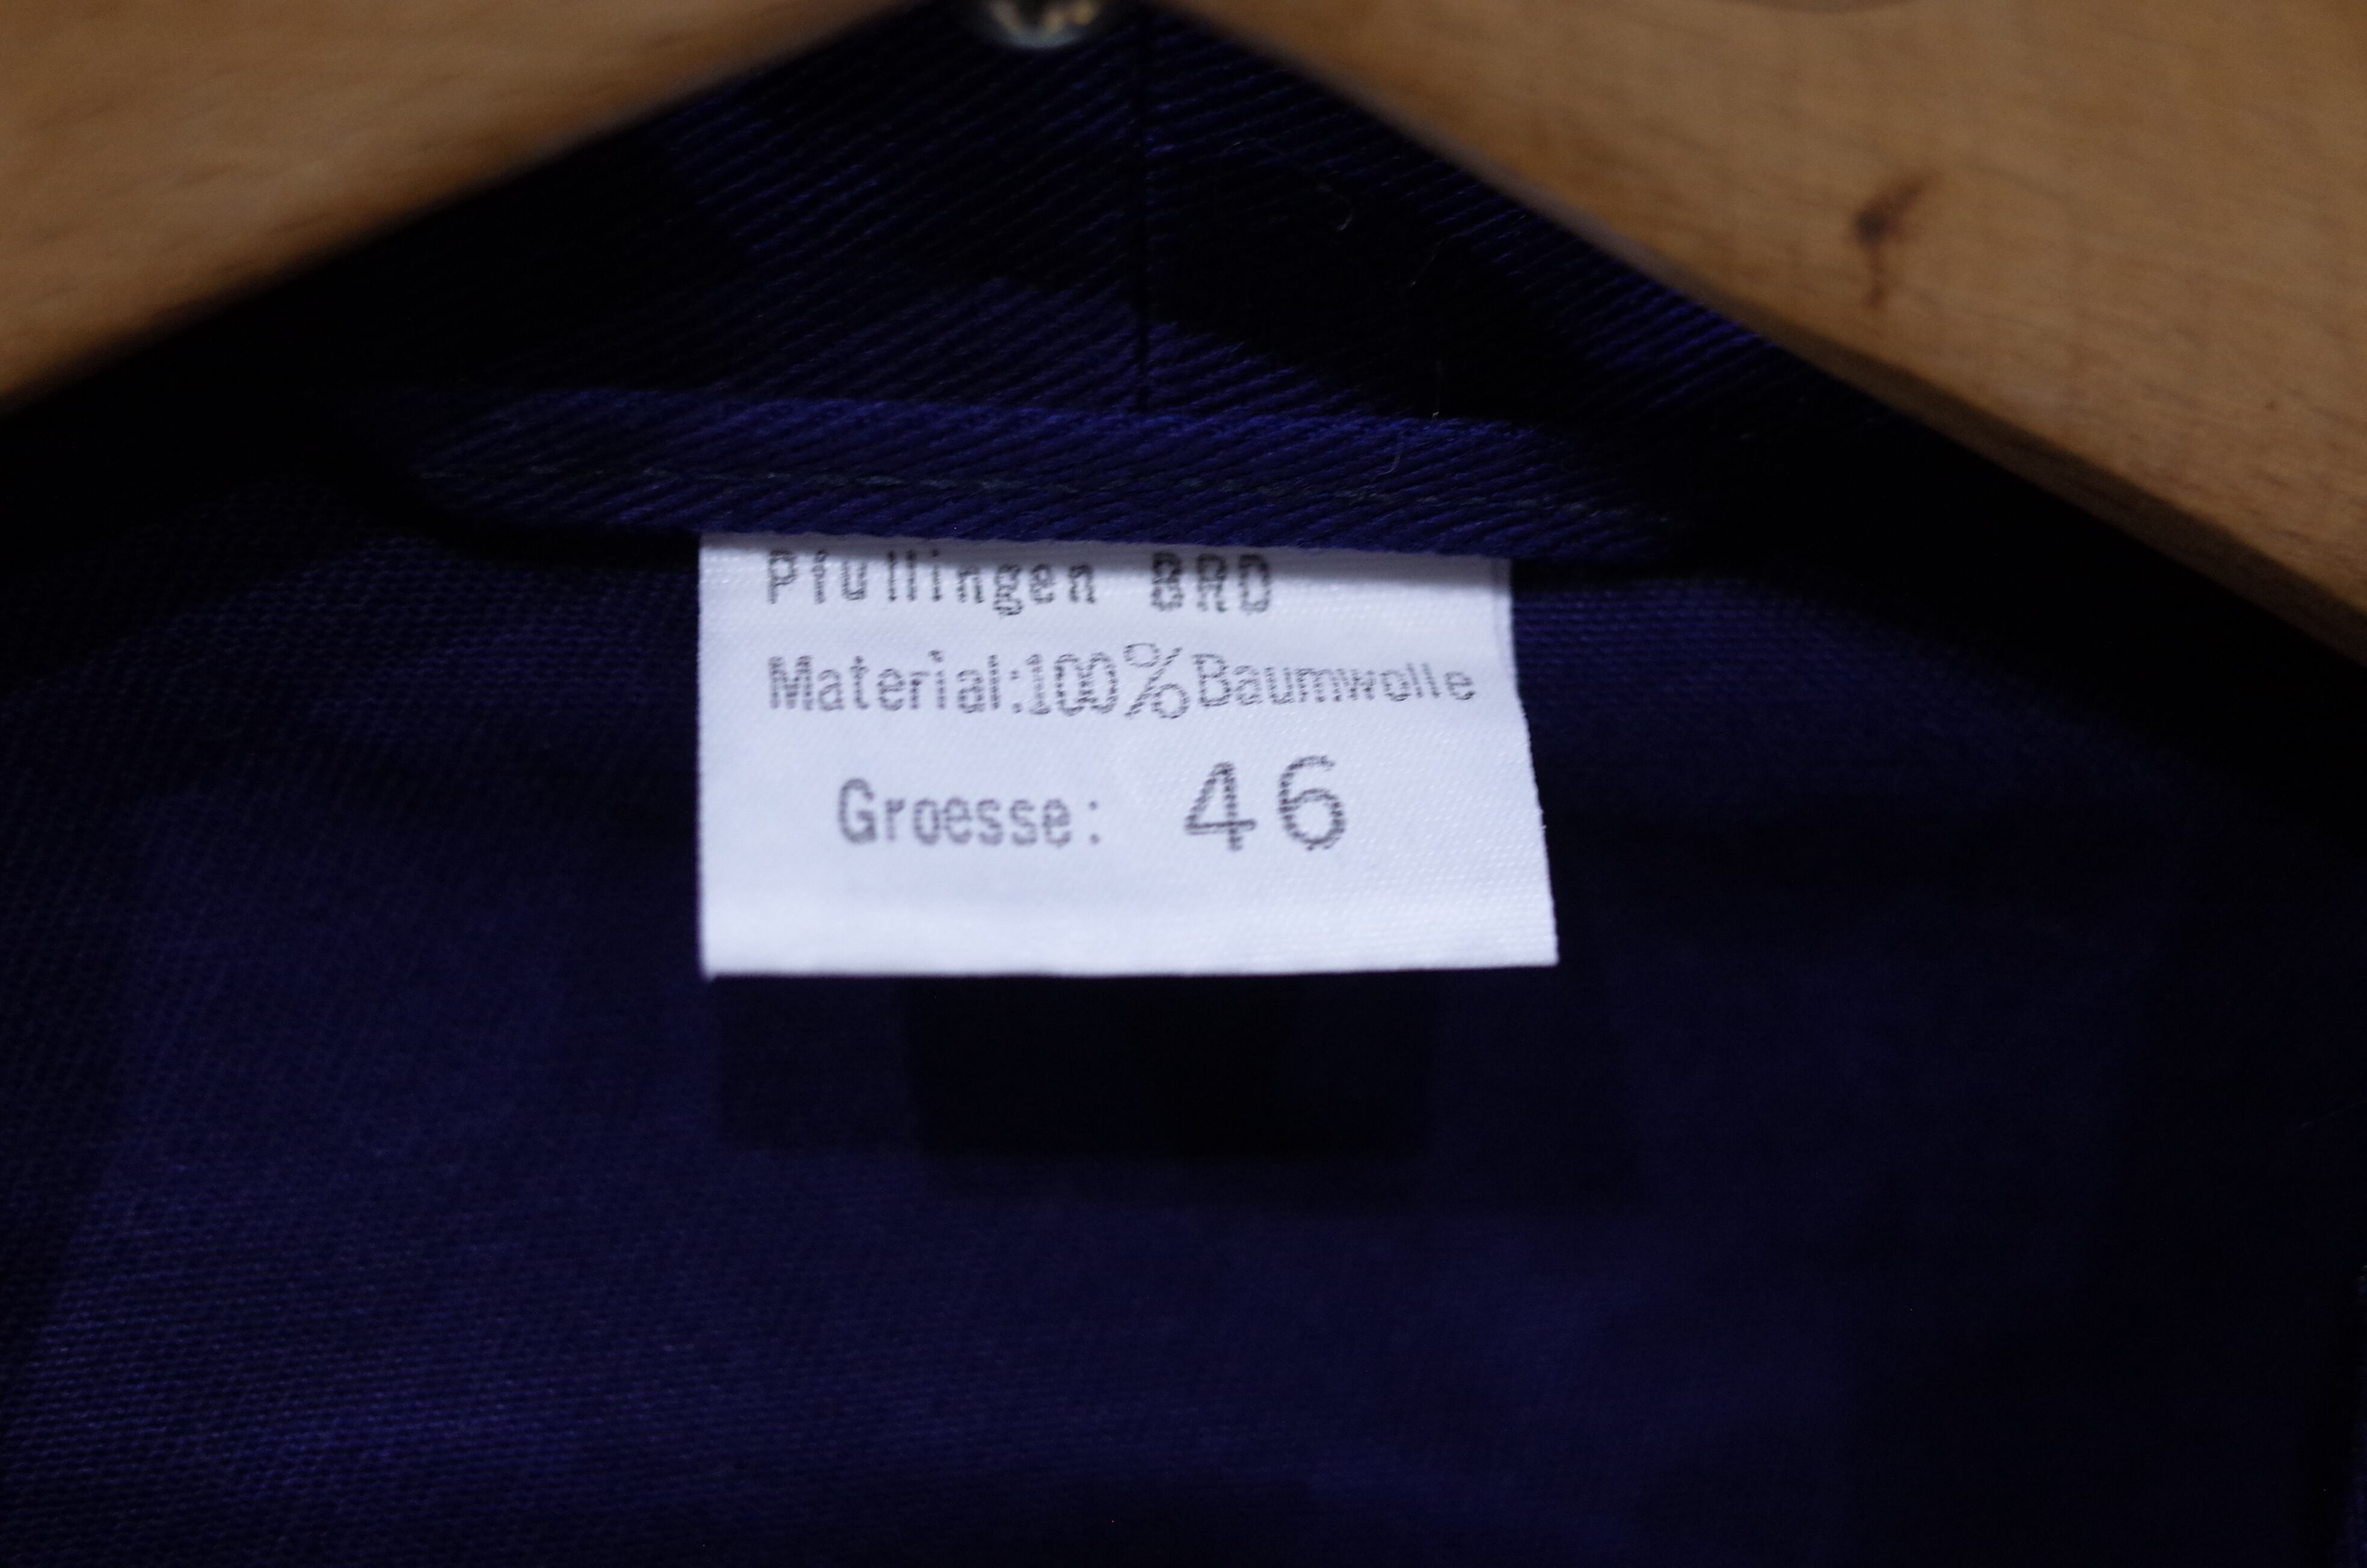 Pfullingen BRD
Material:100%Baumwolle
Groesse: 46